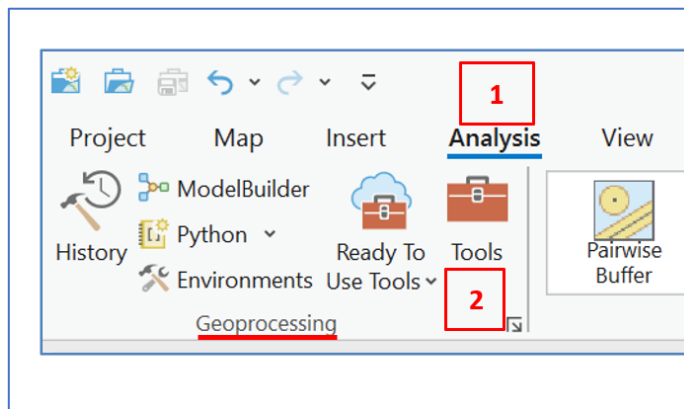 1
Project Map Insert Analysis View
History
ModelBuilder
Python
Environments
Ready To
Use Tools
Tools
2
Geoprocessing
Pairwise
Buffer